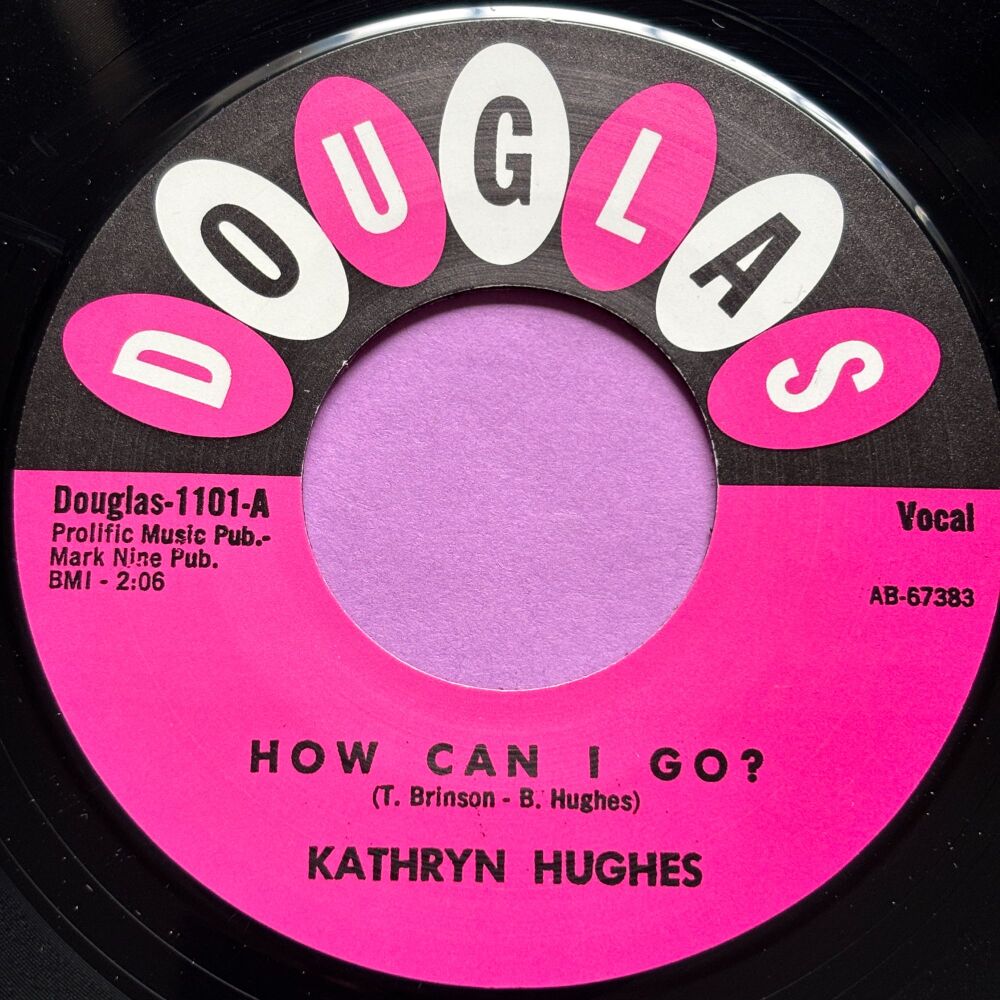 DOUGLAS
Douglas-1101-A
Prolific Music Pub.-
Mark Nine Pub.
BMI - 2:06
Vocal
AB-67383
HOW CAN I GO?
(T. Brinson - B. Hughes)
KATHRYN HUGHES